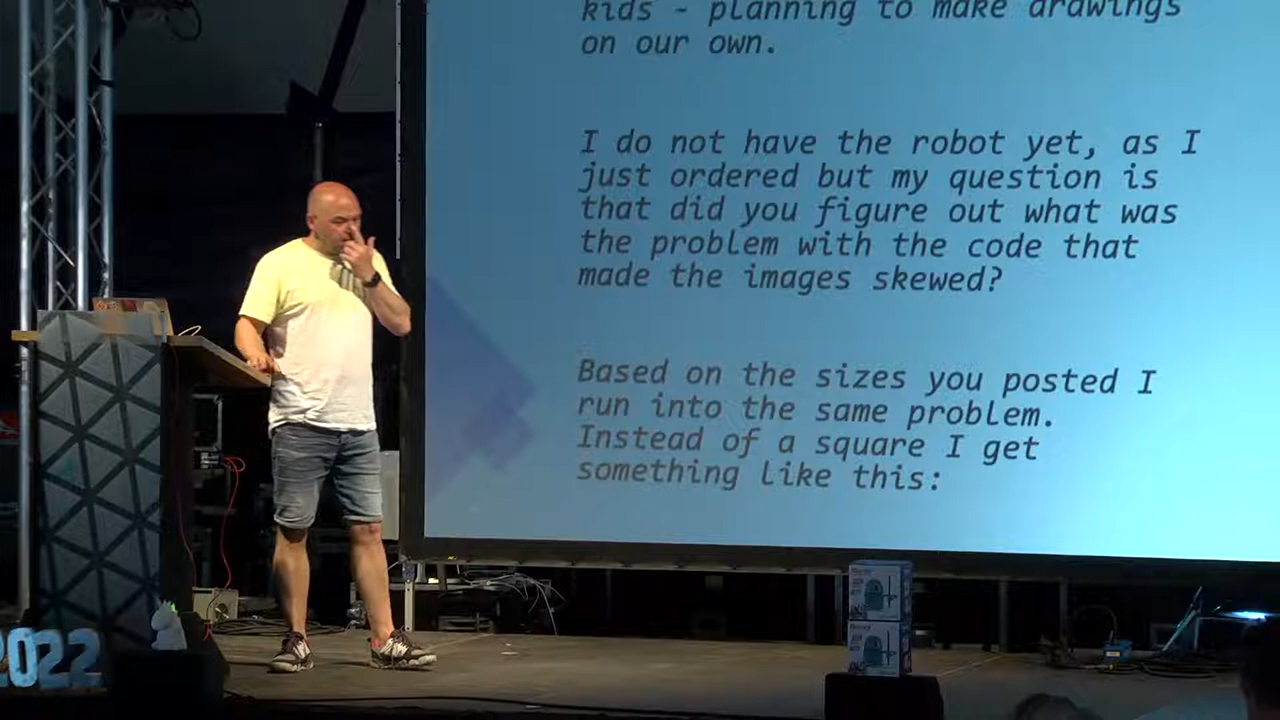 kids - planning to make drawings
on our own.
I do not have the robot yet, as I
just ordered but my question is
that did you figure out what was
the problem with the code that
made the images skewed?
Based on the sizes you posted I
run into the same problem.
Instead of a square I get
something like this:
2022